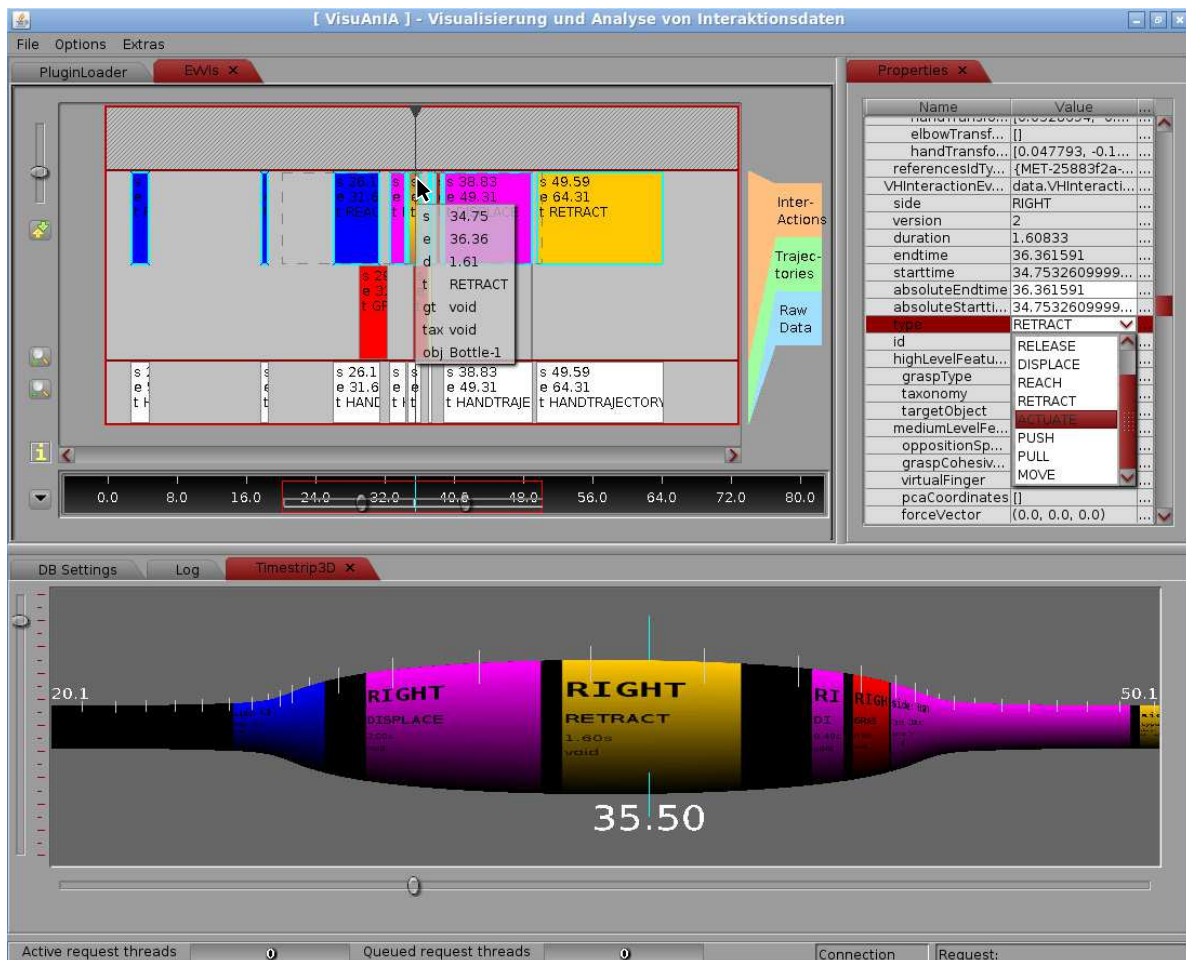 [ VisuAnIA ] - Visualisierung und Analyse von Interaktionsdaten
File Options Extras
PluginLoader
EVVIs
s 26.1
e 31.6
t REAC
s 38.83
e 49.31
s 49.59
e 64.31
t RETRACT
s 34.75
e 36.36
d 1.61
t RETRACT
gt void
tax void
obj Bottle-1
s 26.1
e 31.6
t HAND
s 38.83
e 49.31
t HANDTRAJE
s 49.59
e 64.31
t HANDTRAJECTORY
Inter-
Actions
Trajec-
tories
Raw
Data
0.0 8.0 16.0 24.0 32.0 40.0 48.0 56.0 64.0 72.0 80.0
Properties
Name Value ...
elbowTransf... []
handTransfo... [0.047793, -0.1...
referencesIdTy... {MET-25883f2a-...
VHInteractionEv... data.VHInteracti...
side RIGHT
version 2
duration 1.60833
endtime 36.361591
starttime 34.7532609999...
absoluteEndtime 36.361591
absoluteStartti... 34.7532609999...
type RETRACT
id
highLevelFeatu...
graspType
taxonomy
targetObject
mediumLevelFe...
oppositionSp...
graspCohesiv...
virtualFinger
pcaCoordinates []
forceVector (0.0, 0.0, 0.0)
RELEASE
DISPLACE
REACH
RETRACT
ACTUATE
PUSH
PULL
MOVE
DB Settings
Log
Timestrip3D
20.1
RIGHT
DISPLACE
RIGHT
RETRACT
1.60s
void
RI
DI
RIGH
50.1
35.50
Active request threads 0 Queued request threads 0 Connection Request: